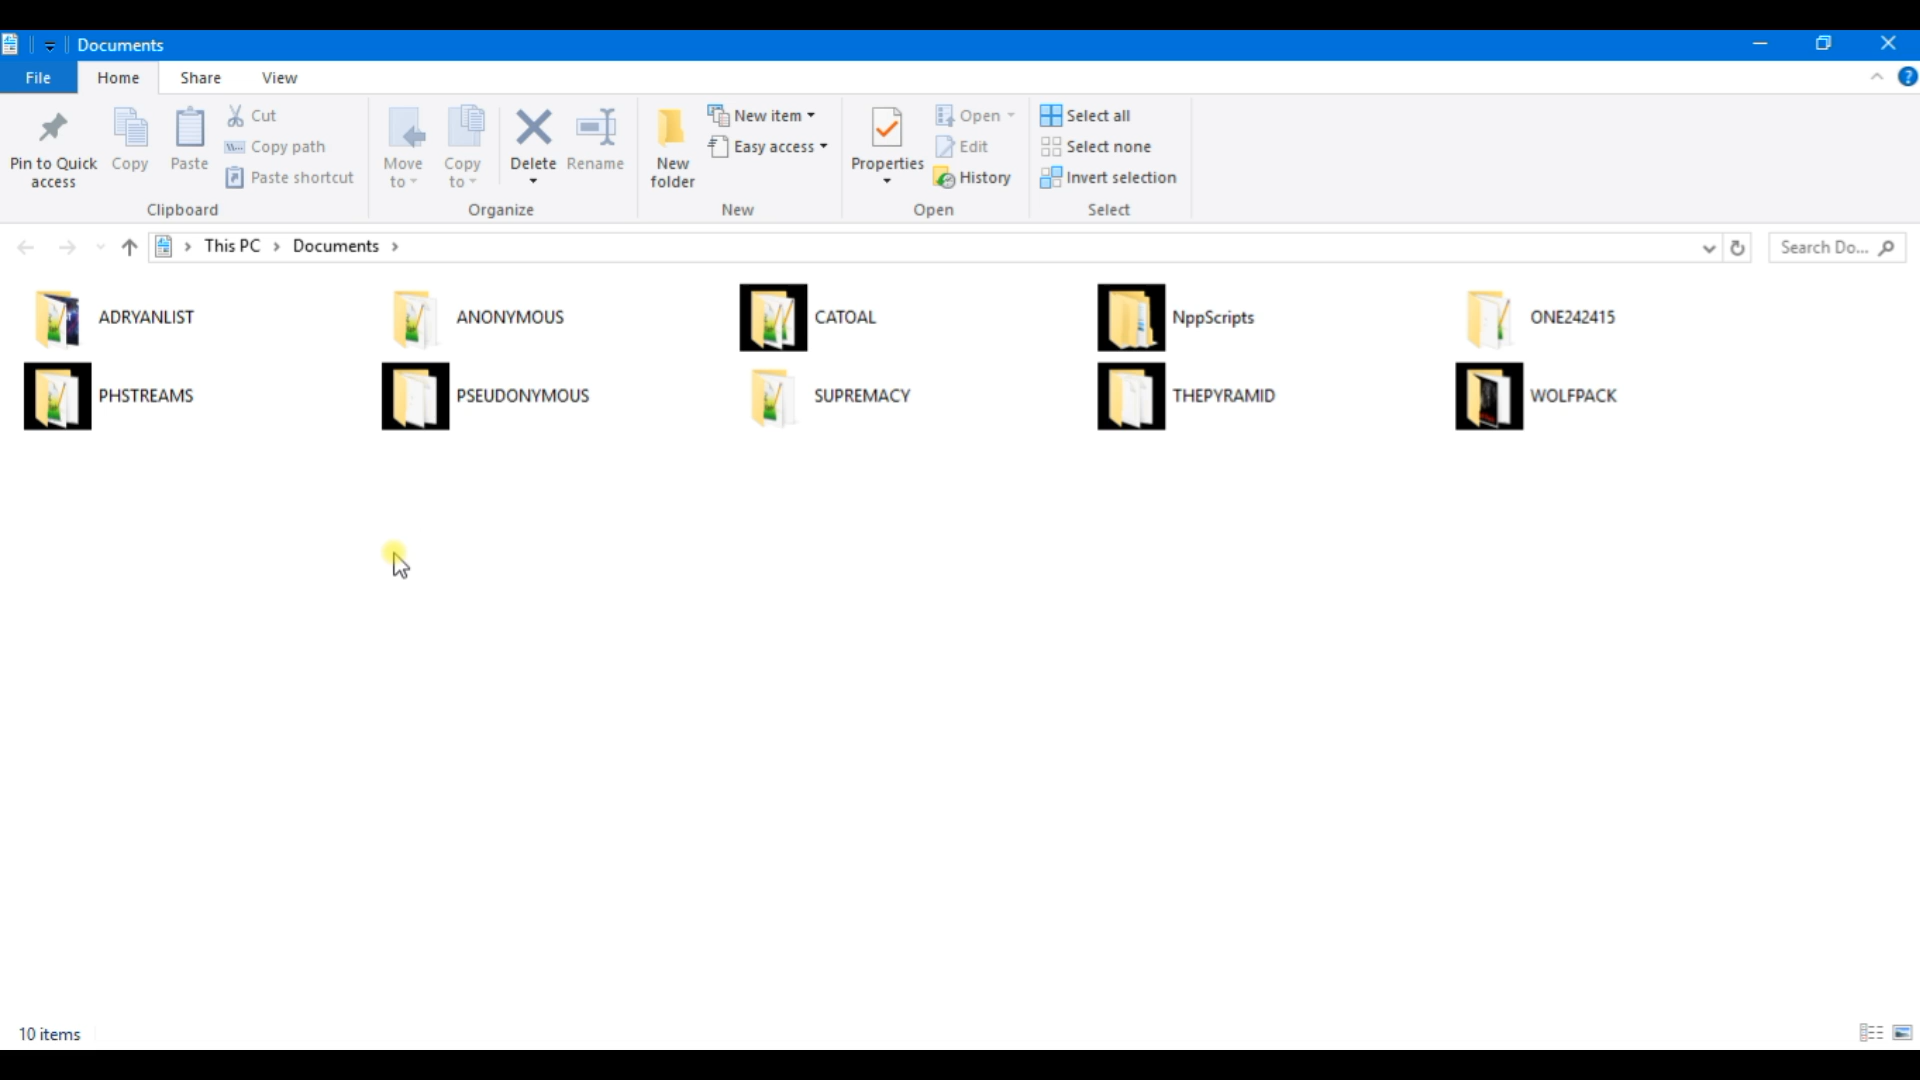 Documents
File Home Share View
Pin to Quick access
Copy
Paste
Cut
Copy path
Paste shortcut
Clipboard
Move to
Copy to
Delete
Rename
Organize
New folder
New item
Easy access
New
Properties
Open
Edit
History
Open
Select all
Select none
Invert selection
Select
This PC > Documents >
Search Do...
ADRYANLIST ANONYMOUS CATOAL NppScripts ONE242415
PHSTREAMS PSEUDONYMOUS SUPREMACY THEPYRAMID WOLFPACK
10 items